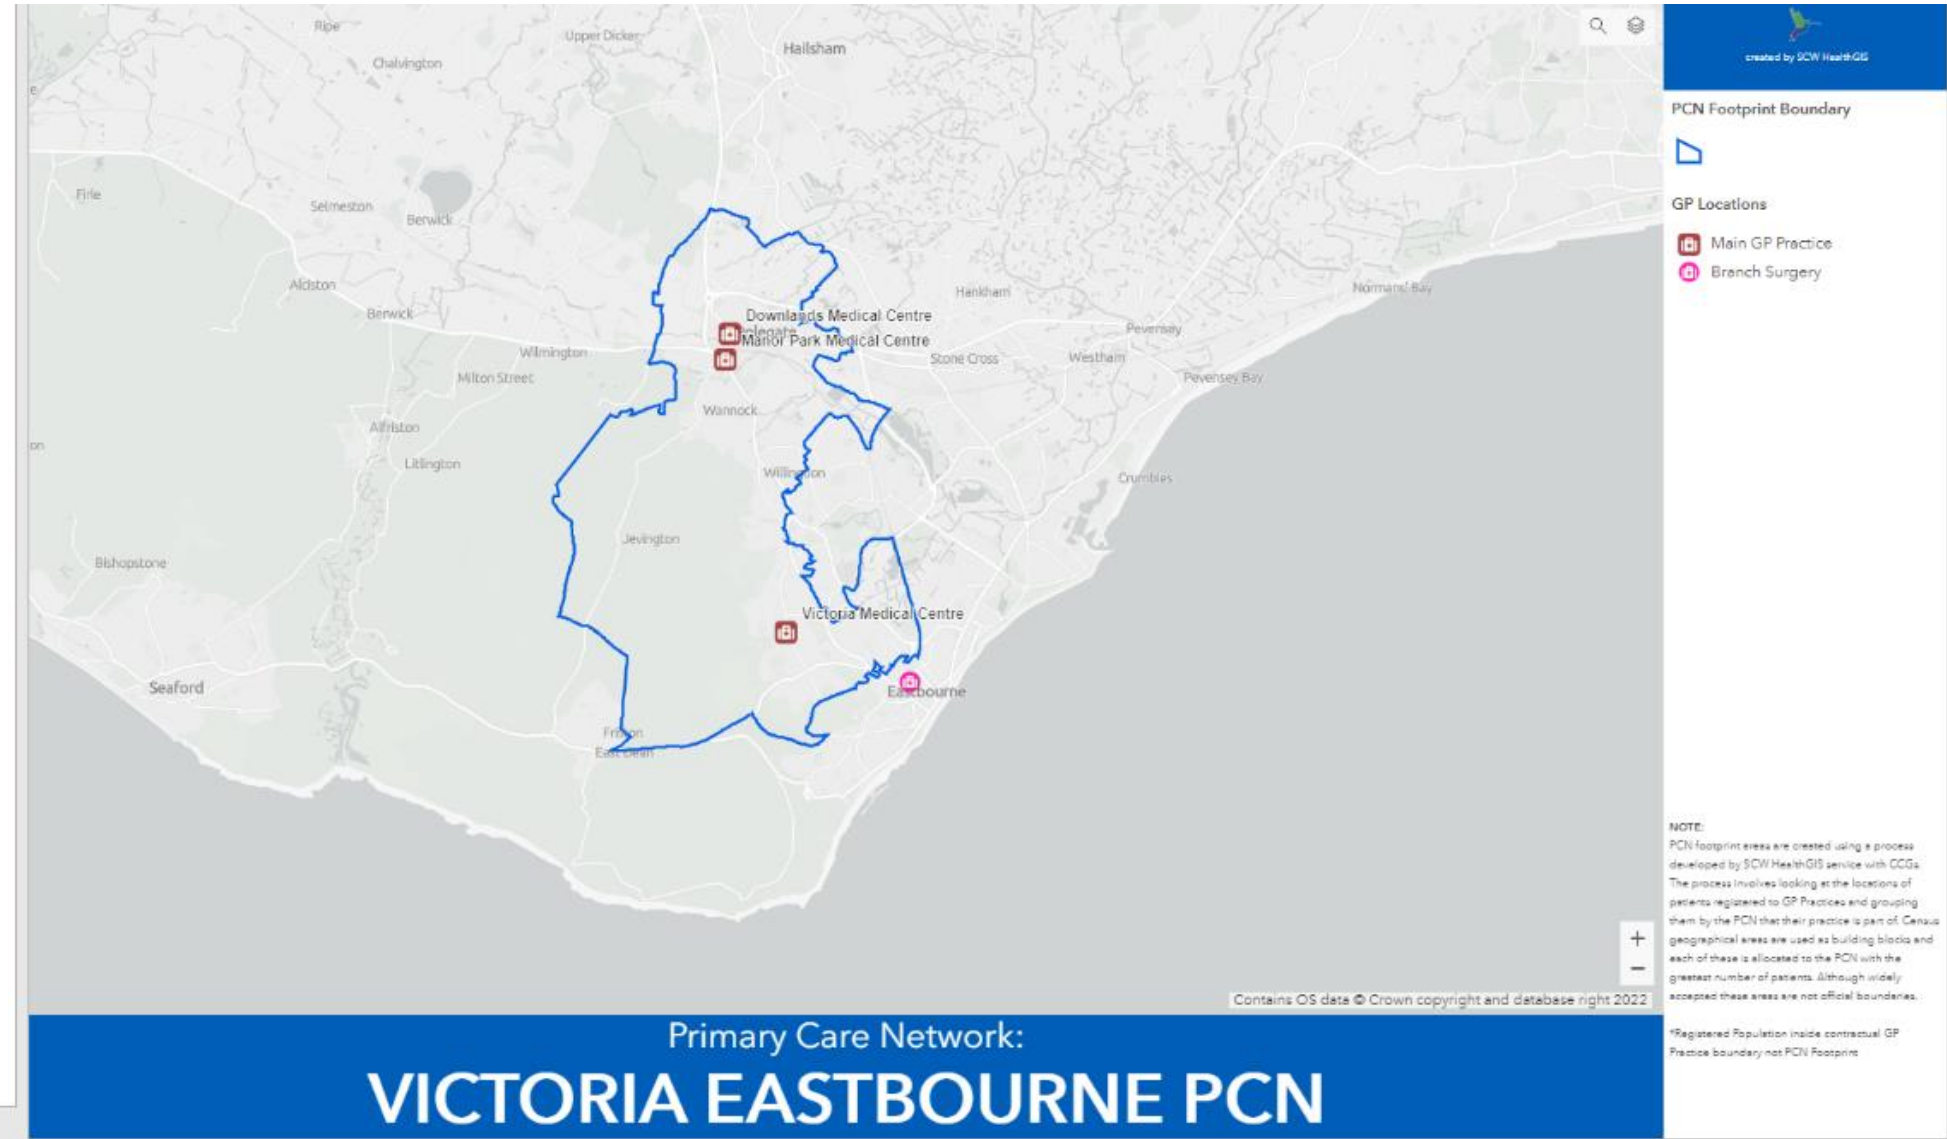 Ripe
Upper Dicker
Hailsham
Chalvington
Firle
Selmeston
Berwick
Alciston
Berwick
Hankham
Normans' Bay
Downlands Medical Centre
Polegate
Manor Park Medical Centre
Pevensey
Wilmington
Stone Cross
Westham
Milton Street
Pevensey Bay
Wannock
Alfriston
on
Litlington
Willingdon
Crumbles
Jevington
Bishopstone
Victoria Medical Centre
Seaford
Eastbourne
Friston
East Dean
+
−
Contains OS data © Crown copyright and database right 2022
Primary Care Network:
VICTORIA EASTBOURNE PCN
created by SCW HealthGIS
PCN Footprint Boundary
GP Locations
Main GP Practice
Branch Surgery
NOTE:
PCN footprint areas are created using a process
developed by SCW HealthGIS service with CCGs.
The process involves looking at the locations of
patients registered to GP Practices and grouping
them by the PCN that their practice is part of. Census
geographical areas are used as building blocks and
each of these is allocated to the PCN with the
greatest number of patients. Although widely
accepted these areas are not official boundaries.
*Registered Population inside contractual GP
Practice boundary not PCN Footprint